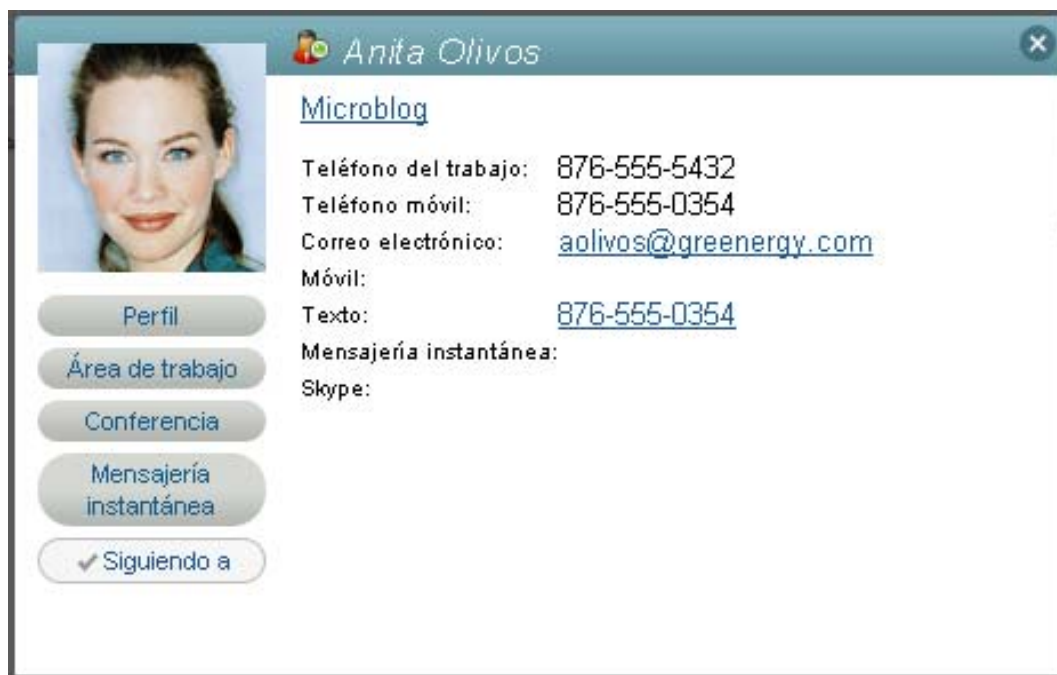 Anita Olivos
Microblog
Teléfono del trabajo: 876-555-5432
Teléfono móvil: 876-555-0354
Correo electrónico: aolivos@greenergy.com
Móvil:
Texto: 876-555-0354
Mensajería instantánea:
Skype:
Perfil
Área de trabajo
Conferencia
Mensajería
instantánea
Siguiendo a